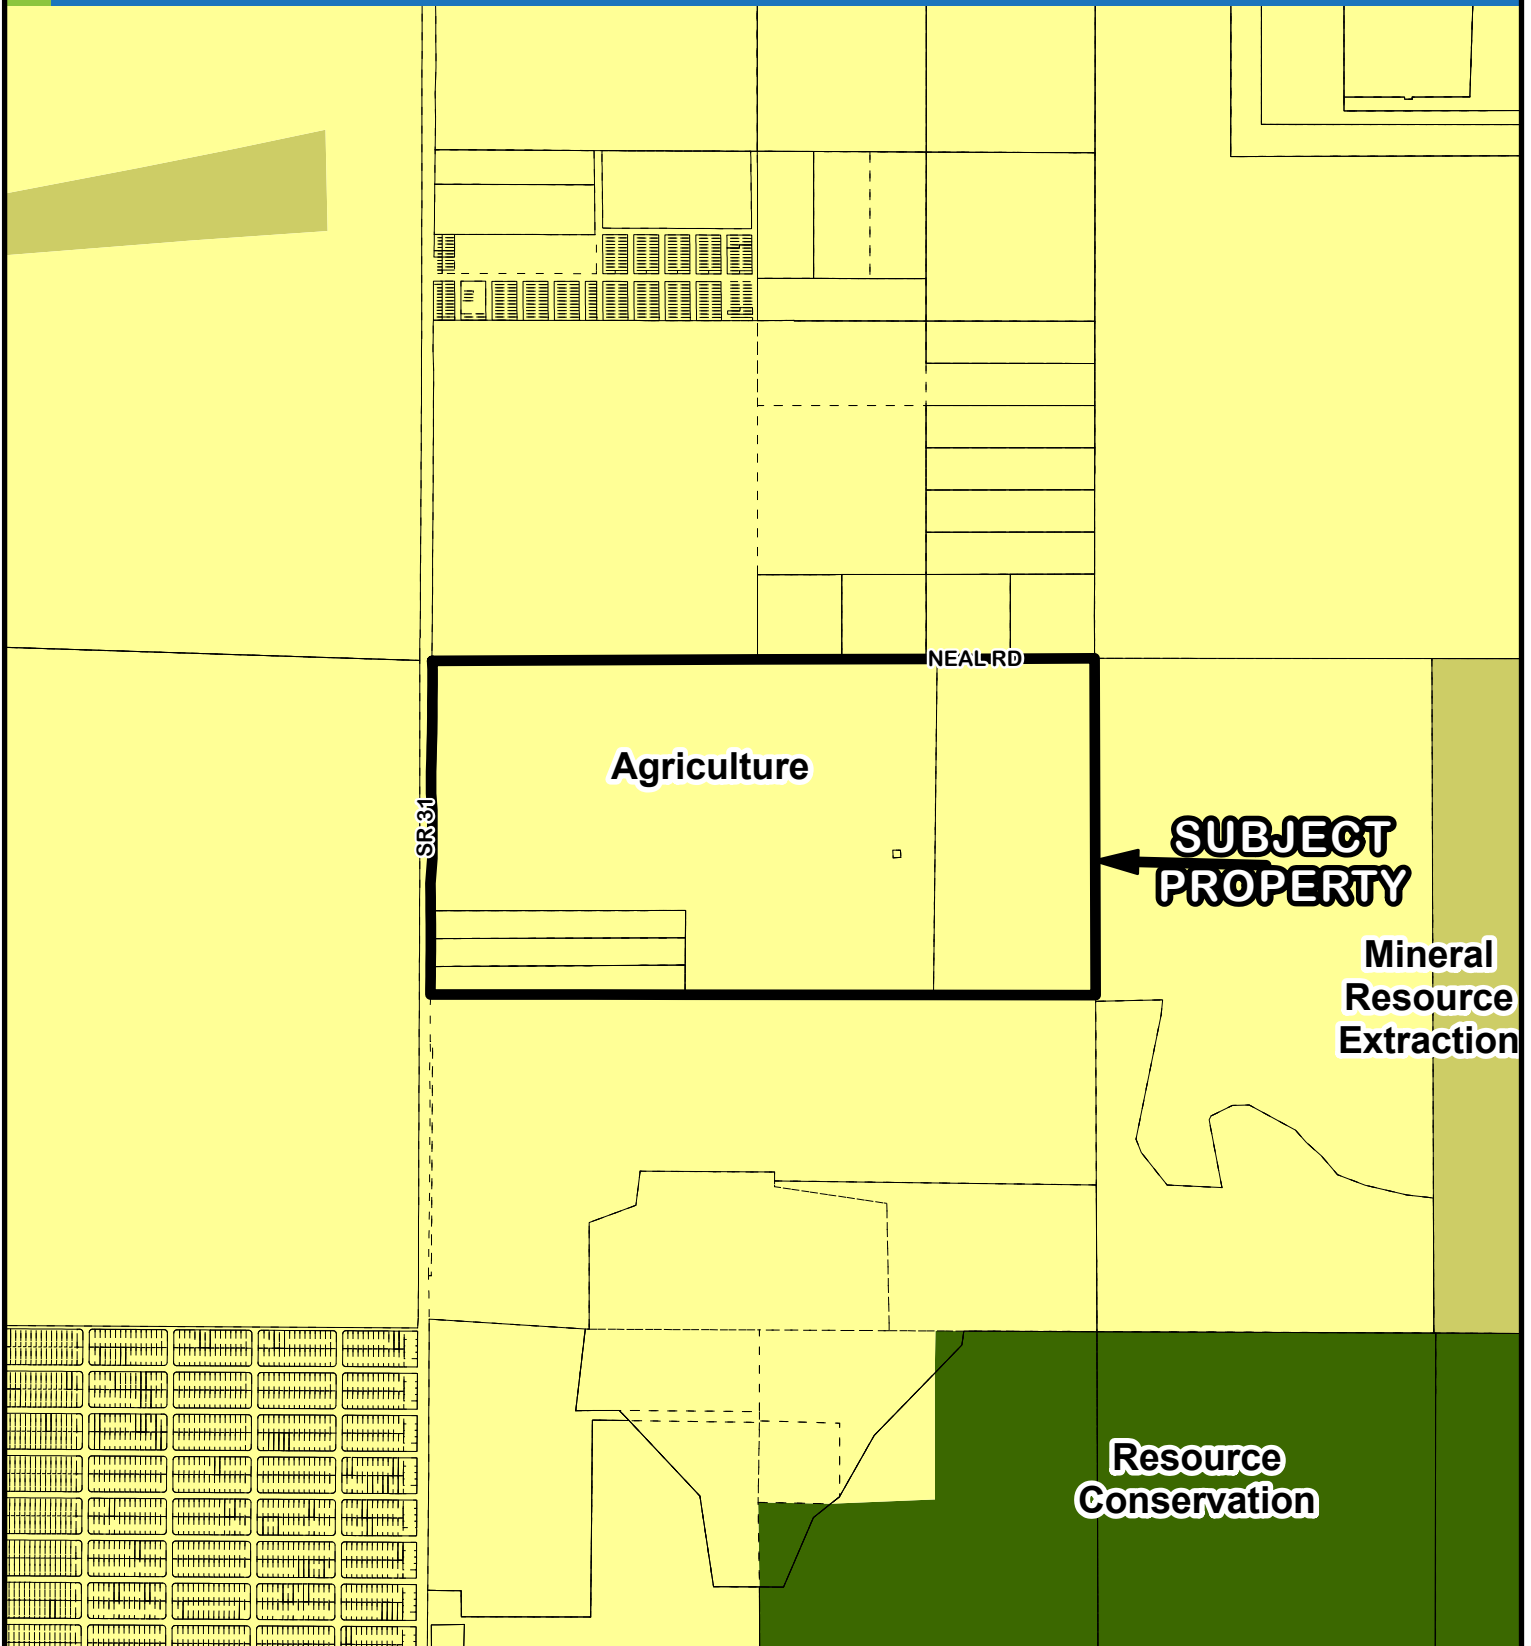 NEAL RD
Agriculture
SR 31
SUBJECT
PROPERTY
Mineral
Resource
Extraction
Resource
Conservation